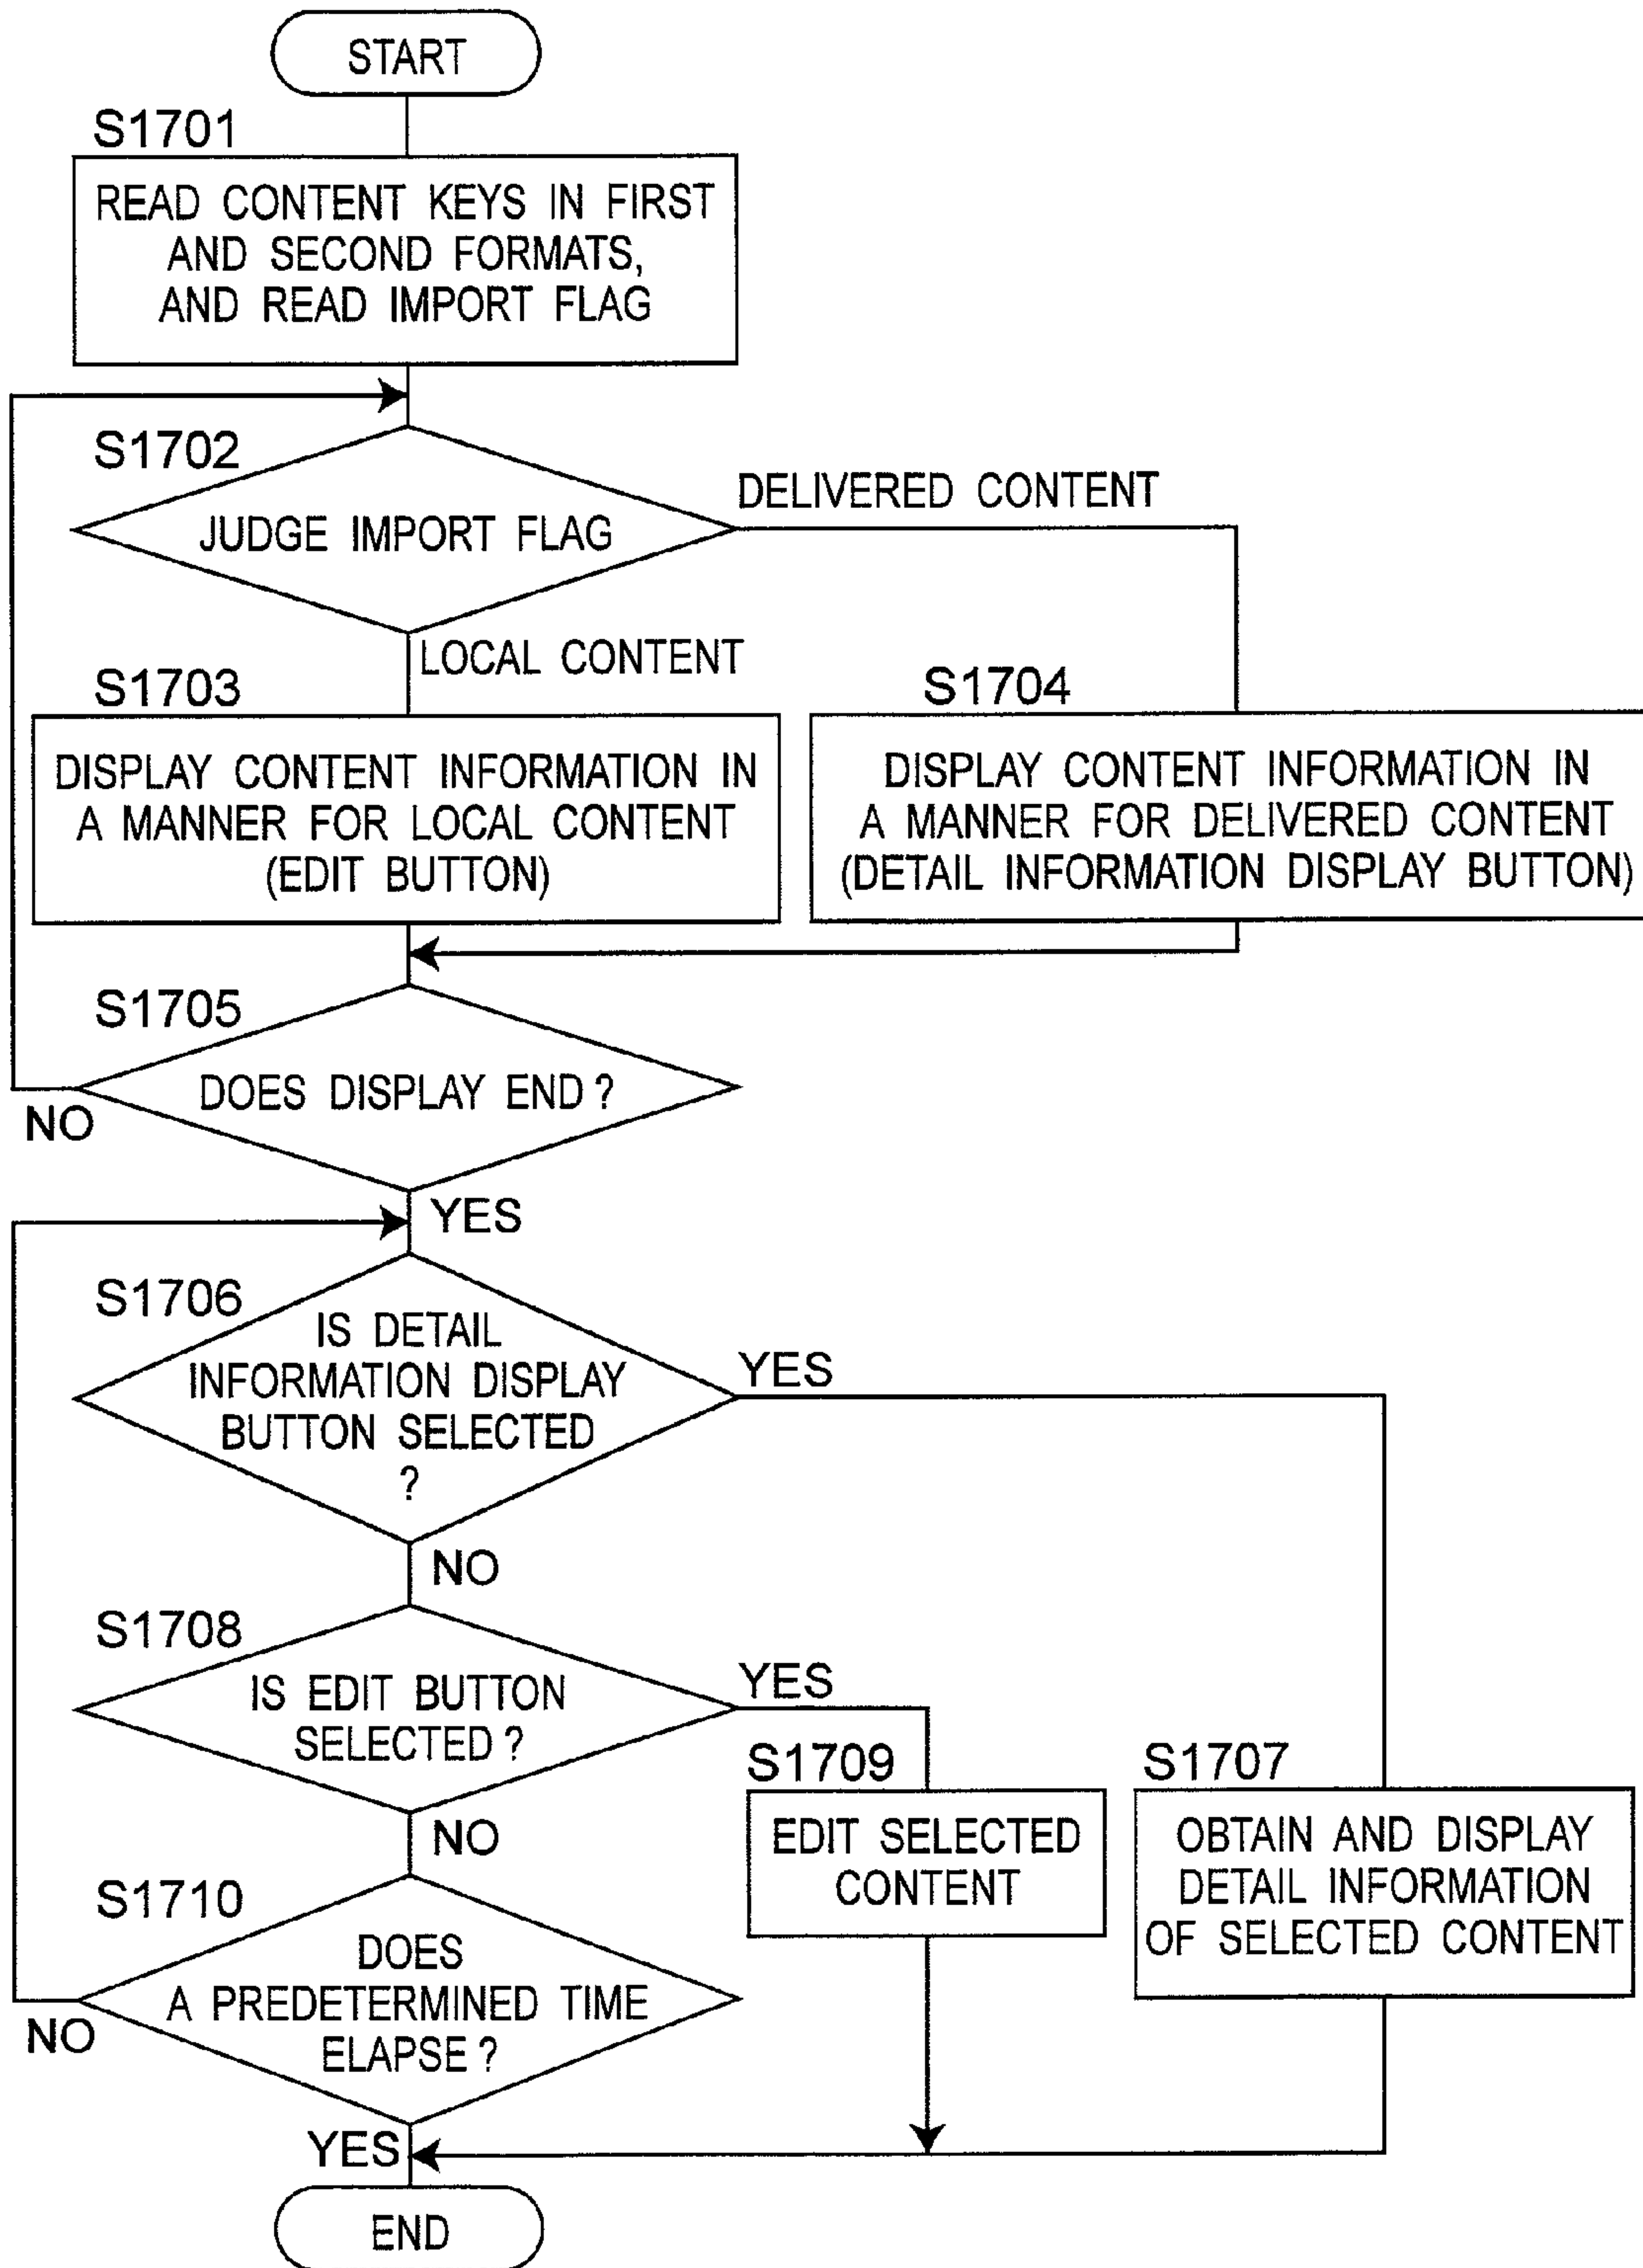 START
S1701
READ CONTENT KEYS IN FIRST
AND SECOND FORMATS,
AND READ IMPORT FLAG
S1702
JUDGE IMPORT FLAG
DELIVERED CONTENT
LOCAL CONTENT
S1703
DISPLAY CONTENT INFORMATION IN
A MANNER FOR LOCAL CONTENT
(EDIT BUTTON)
S1704
DISPLAY CONTENT INFORMATION IN
A MANNER FOR DELIVERED CONTENT
(DETAIL INFORMATION DISPLAY BUTTON)
S1705
DOES DISPLAY END ?
NO
YES
S1706
IS DETAIL
INFORMATION DISPLAY
BUTTON SELECTED
?
YES
NO
S1708
IS EDIT BUTTON
SELECTED ?
YES
S1709
EDIT SELECTED
CONTENT
S1707
OBTAIN AND DISPLAY
DETAIL INFORMATION
OF SELECTED CONTENT
NO
S1710
DOES
A PREDETERMINED TIME
ELAPSE ?
NO
YES
END